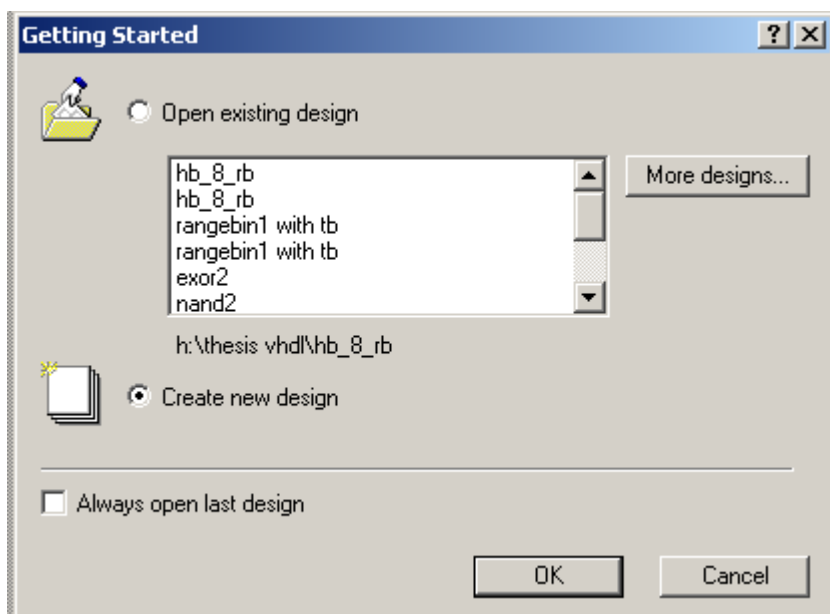 Getting Started
Open existing design
hb_8_rb
hb_8_rb
More designs...
rangebin1 with tb
rangebin1 with tb
exor2
nand2
h:\thesis vhdl\hb_8_rb
Create new design
Always open last design
OK
Cancel